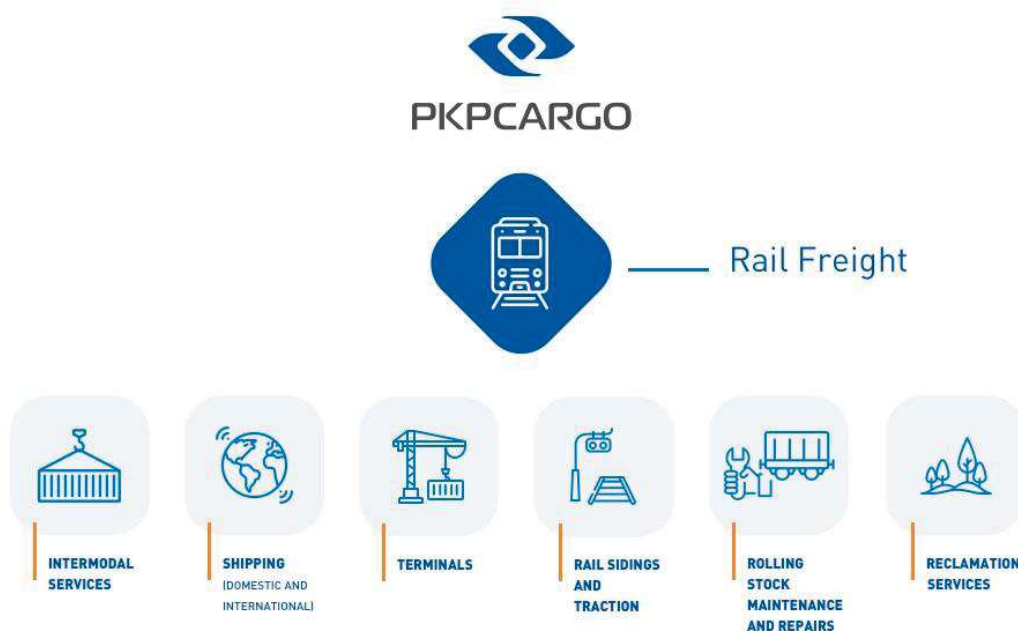 PKPCARGO
Rail Freight
INTERMODAL
SERVICES
SHIPPING
(DOMESTIC AND
INTERNATIONAL)
TERMINALS
RAIL SIDINGS
AND
TRACTION
ROLLING
STOCK
MAINTENANCE
AND REPAIRS
RECLAMATION
SERVICES